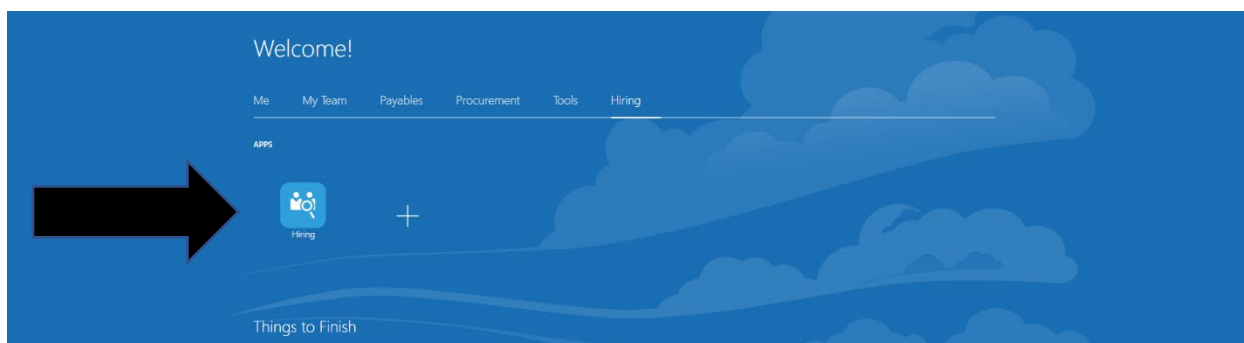 Welcome!
Me My Team Payables Procurement Tools Hiring
APPS
Hiring
Things to Finish